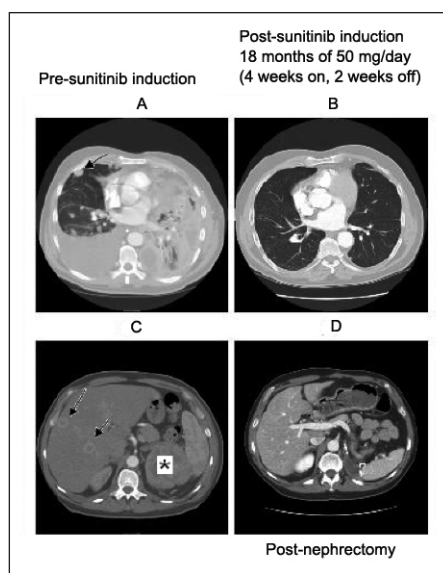 Pre-sunitinib induction
Post-sunitinib induction
18 months of 50 mg/day
(4 weeks on, 2 weeks off)
A
B
C
D
*
Post-nephrectomy